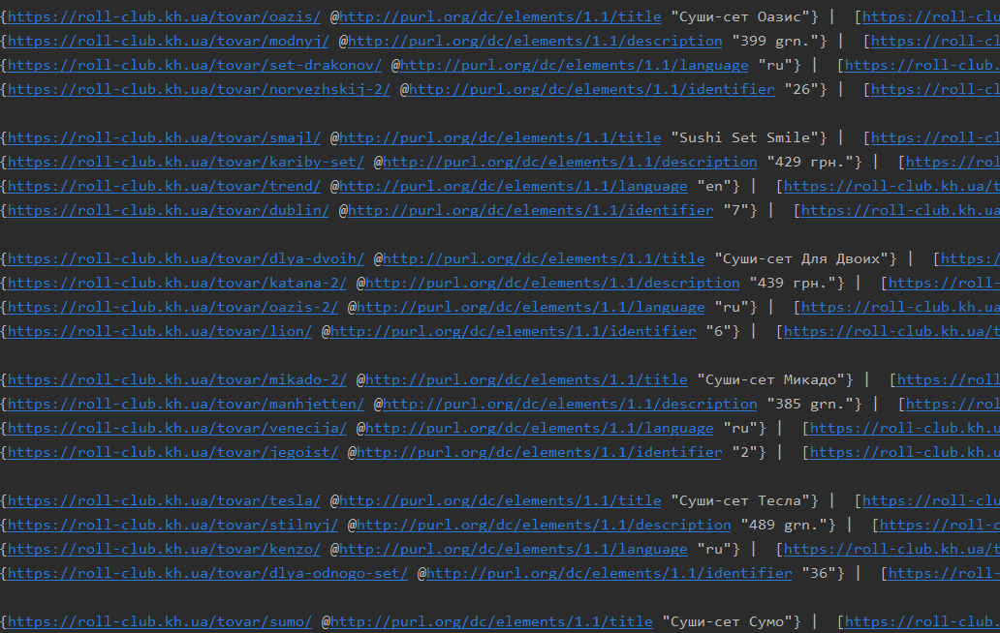 {https://roll-club.kh.ua/tovar/oazis/ @http://purl.org/dc/elements/1.1/title "Суши-сет Оазис"} | [https://roll-clu
{https://roll-club.kh.ua/tovar/modnyj/ @http://purl.org/dc/elements/1.1/description "399 grn."} | [https://roll-cl
{https://roll-club.kh.ua/tovar/set-drakonov/ @http://purl.org/dc/elements/1.1/language "ru"} | [https://roll-club.
{https://roll-club.kh.ua/tovar/norvezhskij-2/ @http://purl.org/dc/elements/1.1/identifier "26"} | [https://roll-cl
{https://roll-club.kh.ua/tovar/smajl/ @http://purl.org/dc/elements/1.1/title "Sushi Set Smile"} | [https://roll-cl
{https://roll-club.kh.ua/tovar/kariby-set/ @http://purl.org/dc/elements/1.1/description "429 грн."} | [https://rol
{https://roll-club.kh.ua/tovar/trend/ @http://purl.org/dc/elements/1.1/language "en"} | [https://roll-club.kh.ua/t
{https://roll-club.kh.ua/tovar/dublin/ @http://purl.org/dc/elements/1.1/identifier "7"} | [https://roll-club.kh.ua
{https://roll-club.kh.ua/tovar/dlya-dvoih/ @http://purl.org/dc/elements/1.1/title "Суши-сет Для Двоих"} | [https:/
{https://roll-club.kh.ua/tovar/katana-2/ @http://purl.org/dc/elements/1.1/description "439 грн."} | [https://roll-
{https://roll-club.kh.ua/tovar/oazis-2/ @http://purl.org/dc/elements/1.1/language "ru"} | [https://roll-club.kh.ua
{https://roll-club.kh.ua/tovar/lion/ @http://purl.org/dc/elements/1.1/identifier "6"} | [https://roll-club.kh.ua/t
{https://roll-club.kh.ua/tovar/mikado-2/ @http://purl.org/dc/elements/1.1/title "Суши-сет Микадо"} | [https://roll
{https://roll-club.kh.ua/tovar/manhjetten/ @http://purl.org/dc/elements/1.1/description "385 grn."} | [https://rol
{https://roll-club.kh.ua/tovar/venecija/ @http://purl.org/dc/elements/1.1/language "ru"} | [https://roll-club.kh.u
{https://roll-club.kh.ua/tovar/jegoist/ @http://purl.org/dc/elements/1.1/identifier "2"} | [https://roll-club.kh.u
{https://roll-club.kh.ua/tovar/tesla/ @http://purl.org/dc/elements/1.1/title "Суши-сет Тесла"} | [https://roll-clu
{https://roll-club.kh.ua/tovar/stilnyj/ @http://purl.org/dc/elements/1.1/description "489 grn."} | [https://roll-c
{https://roll-club.kh.ua/tovar/kenzo/ @http://purl.org/dc/elements/1.1/language "ru"} | [https://roll-club.kh.ua/t
{https://roll-club.kh.ua/tovar/dlya-odnogo-set/ @http://purl.org/dc/elements/1.1/identifier "36"} | [https://roll-
{https://roll-club.kh.ua/tovar/sumo/ @http://purl.org/dc/elements/1.1/title "Суши-сет Сумо"} | [https://roll-club.